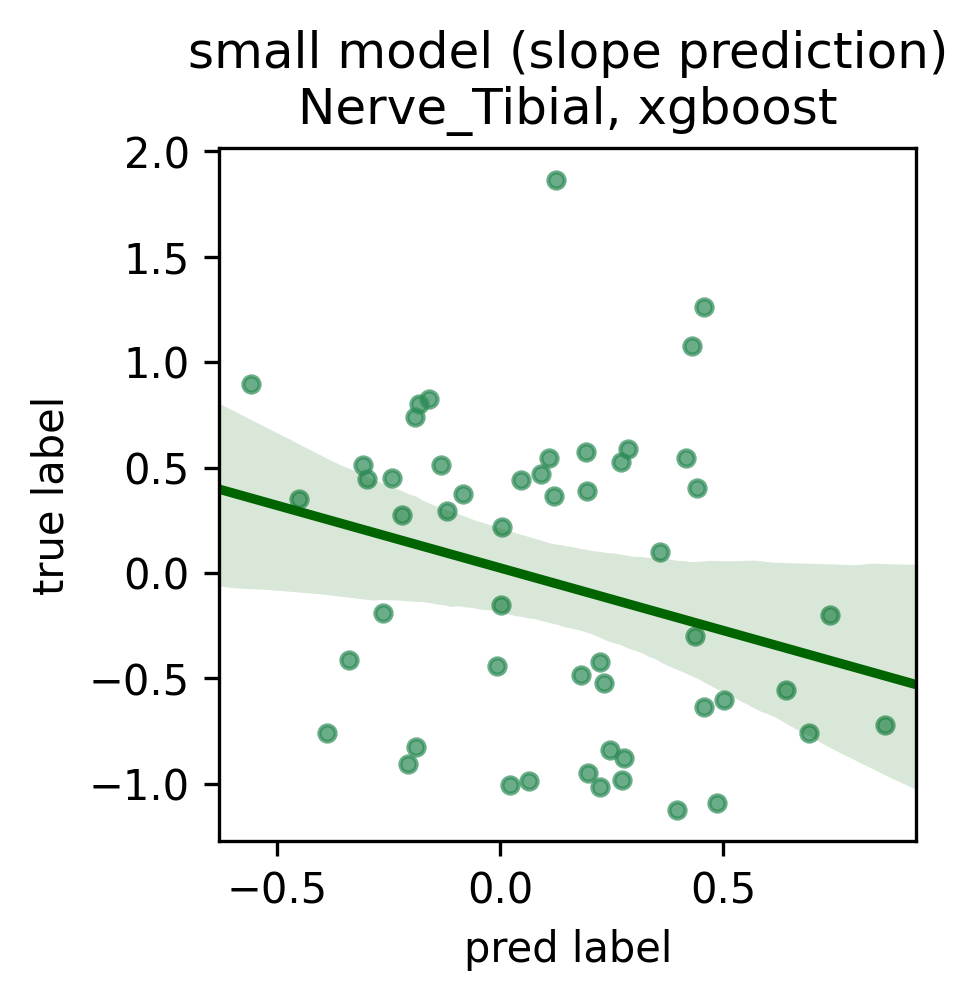 small model (slope prediction)
Nerve_Tibial, xgboost
2.0
1.5
1.0
0.5
0.0
−0.5
−1.0
true label
−0.5
0.0
0.5
pred label